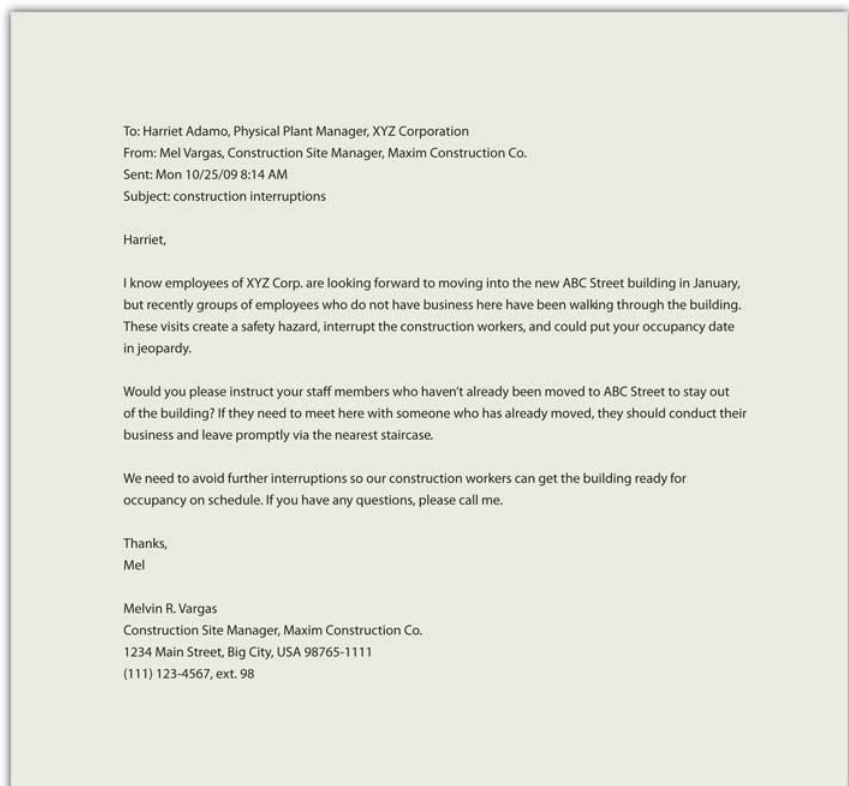 To: Harriet Adamo, Physical Plant Manager, XYZ Corporation
From: Mel Vargas, Construction Site Manager, Maxim Construction Co.
Sent: Mon 10/25/09 8:14 AM
Subject: construction interruptions
Harriet,
I know employees of XYZ Corp. are looking forward to moving into the new ABC Street building in January,
but recently groups of employees who do not have business here have been walking through the building.
These visits create a safety hazard, interrupt the construction workers, and could put your occupancy date
in jeopardy.
Would you please instruct your staff members who haven’t already been moved to ABC Street to stay out
of the building? If they need to meet here with someone who has already moved, they should conduct their
business and leave promptly via the nearest staircase.
We need to avoid further interruptions so our construction workers can get the building ready for
occupancy on schedule. If you have any questions, please call me.
Thanks,
Mel
Melvin R. Vargas
Construction Site Manager, Maxim Construction Co.
1234 Main Street, Big City, USA 98765-1111
(111) 123-4567, ext. 98